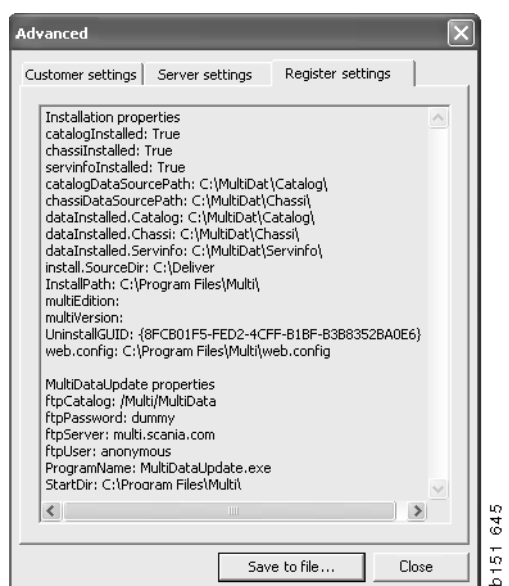 Advanced
Customer settings
Server settings
Register settings
Installation properties
catalogInstalled: True
chassiInstalled: True
servinfoInstalled: True
catalogDataSourcePath: C:\MultiDat\Catalog\
chassiDataSourcePath: C:\MultiDat\Chassi\
dataInstalled.Catalog: C:\MultiDat\Catalog\
dataInstalled.Chassi: C:\MultiDat\Chassi\
dataInstalled.Servinfo: C:\MultiDat\Servinfo\
install.SourceDir: C:\Deliver
InstallPath: C:\Program Files\Multi\
multiEdition:
multiVersion:
UninstallGUID: {8FCB01F5-FED2-4CFF-B1BF-B3B8352BA0E6}
web.config: C:\Program Files\Multi\web.config
MultiDataUpdate properties
ftpCatalog: /Multi/MultiData
ftpPassword: dummy
ftpServer: multi.scania.com
ftpUser: anonymous
ProgramName: MultiDataUpdate.exe
StartDir: C:\Program Files\Multi\
Save to file...
Close
b151 645